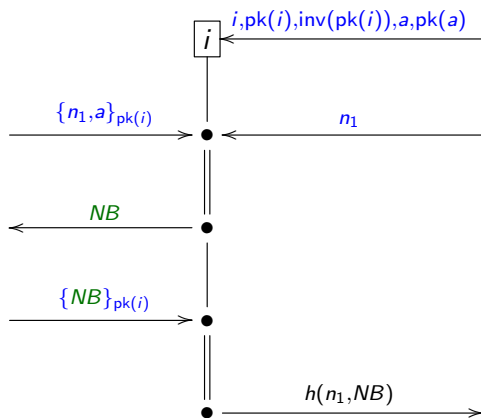 i,pk(i),inv(pk(i)),a,pk(a)
i
{n₁,a}pk(i)
n₁
NB
{NB}pk(i)
h(n₁,NB)